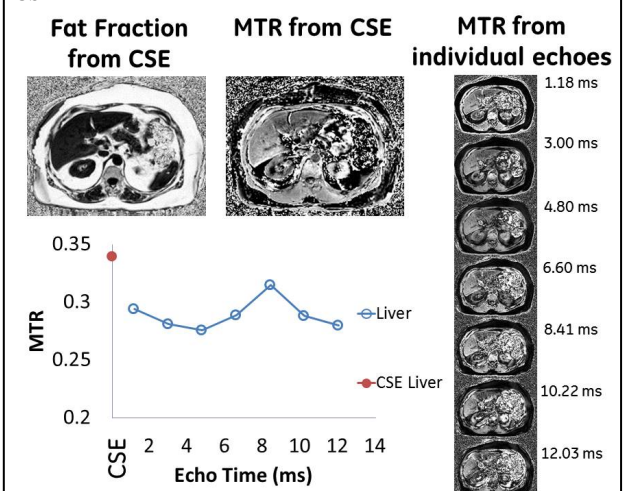 Fat Fraction
from CSE
MTR from CSE
MTR from
individual echoes
1.18 ms
3.00 ms
4.80 ms
6.60 ms
8.41 ms
10.22 ms
12.03 ms
0.35
0.3
0.25
0.2
MTR
Liver
CSE Liver
CSE 2 4 6 8 10 12 14
Echo Time (ms)